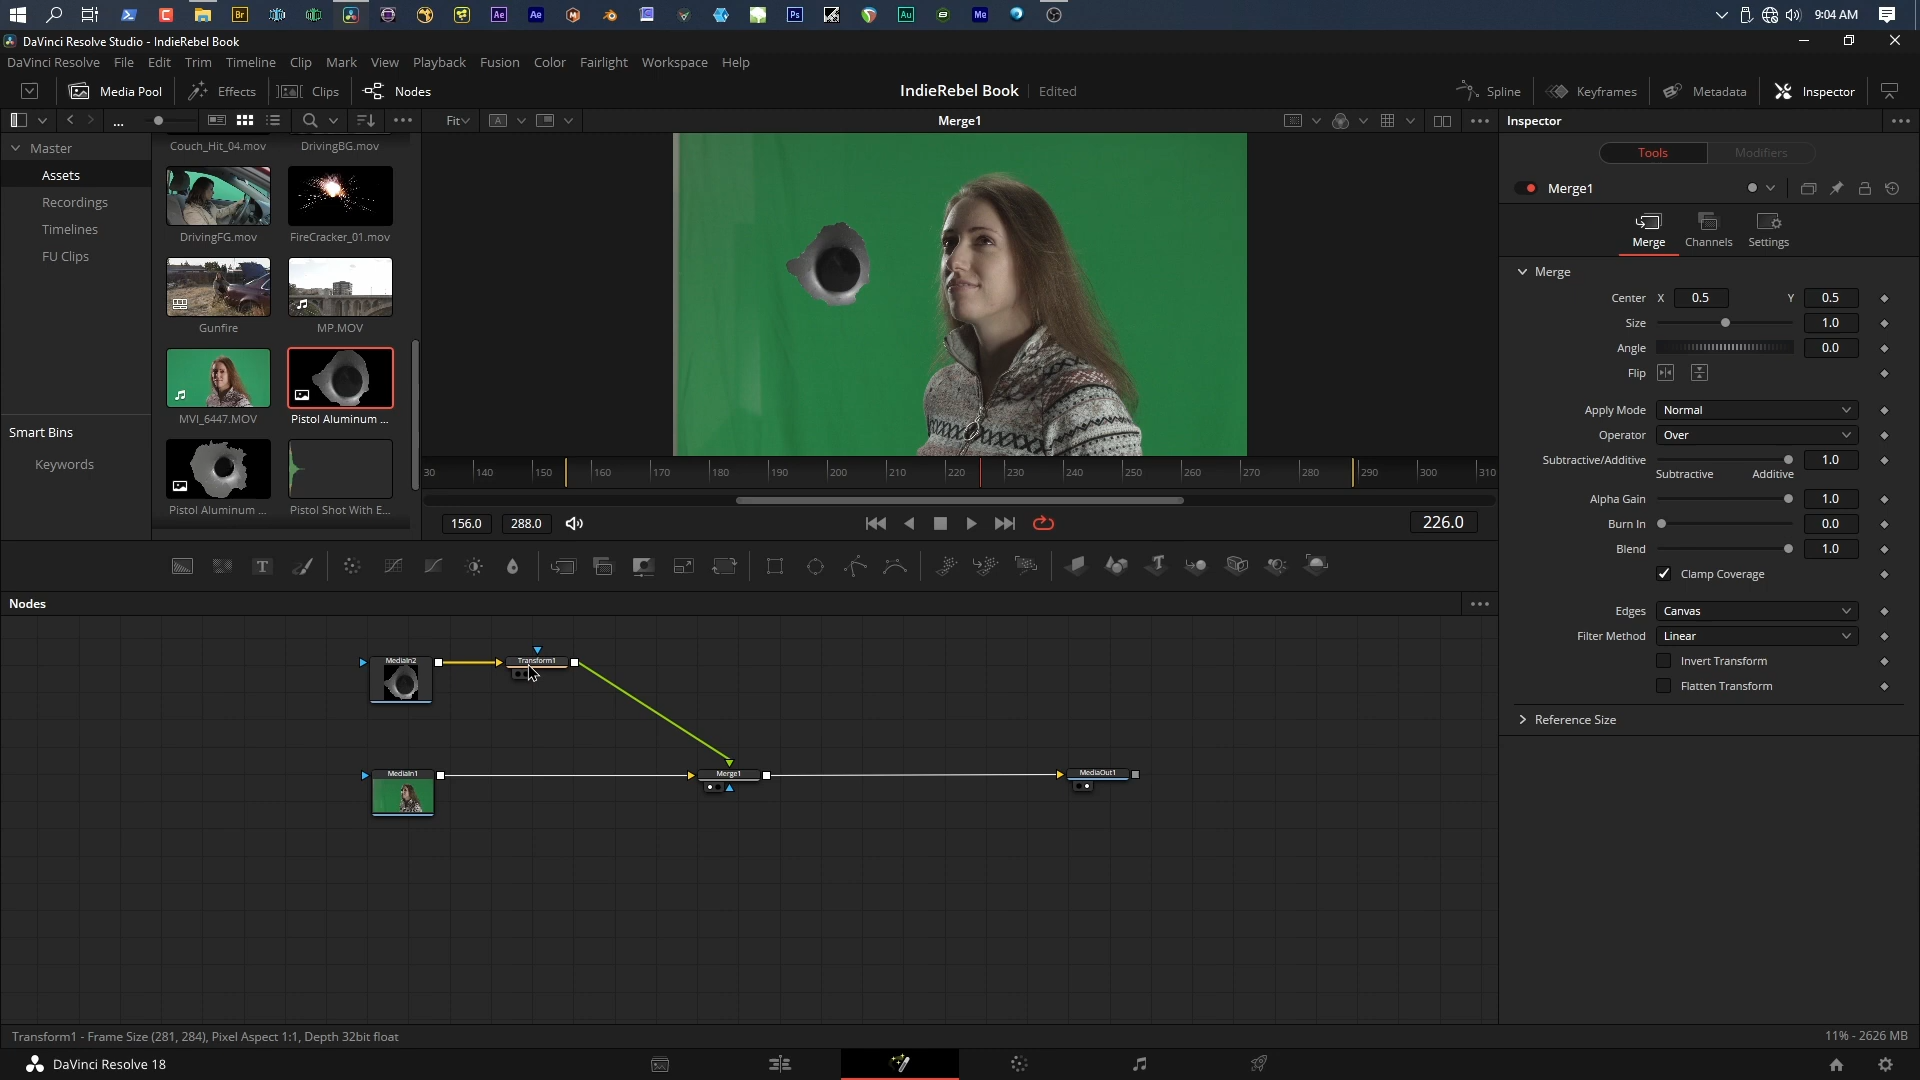 9:04 AM
DaVinci Resolve Studio - IndieRebel Book
DaVinci Resolve File Edit Trim Timeline Clip Mark View Playback Fusion Color Fairlight Workspace Help
Media Pool Effects Clips Nodes IndieRebel Book Edited Spline Keyframes Metadata Inspector
... Fit Merge1 Inspector
Master
Assets
Recordings
Timelines
FU Clips
Smart Bins
Keywords
Couch_Hit_04.mov DrivingBG.mov
DrivingFG.mov FireCracker_01.mov
Gunfire MP.MOV
MVI_6447.MOV Pistol Aluminum ...
Pistol Aluminum ... Pistol Shot With E...
30 140 150 160 170 180 190 200 210 220 230 240 250 260 270 280 290 300 310
156.0 288.0 226.0
Tools Modifiers
Merge1
Merge Channels Settings
Merge
Center X 0.5 Y 0.5
Size 1.0
Angle 0.0
Flip
Apply Mode Normal
Operator Over
Subtractive/Additive 1.0
Subtractive Additive
Alpha Gain 1.0
Burn In 0.0
Blend 1.0
Clamp Coverage
Edges Canvas
Filter Method Linear
Invert Transform
Flatten Transform
Reference Size
Nodes
MediaIn2 Transform1
MediaIn1 Merge1 MediaOut1
Transform1 - Frame Size (281, 284), Pixel Aspect 1:1, Depth 32bit float
11% - 2626 MB
DaVinci Resolve 18